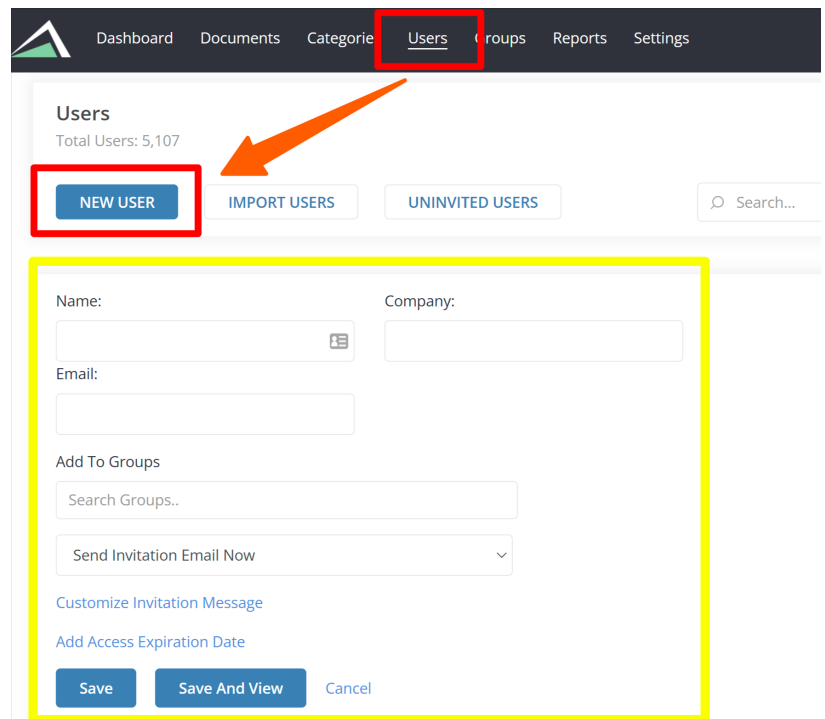 Dashboard Documents Categorie Users Groups Reports Settings
Users
Total Users: 5,107
NEW USER IMPORT USERS UNINVITED USERS Search...
Name: Company:
Email:
Add To Groups
Search Groups..
Send Invitation Email Now
Customize Invitation Message
Add Access Expiration Date
Save Save And View Cancel